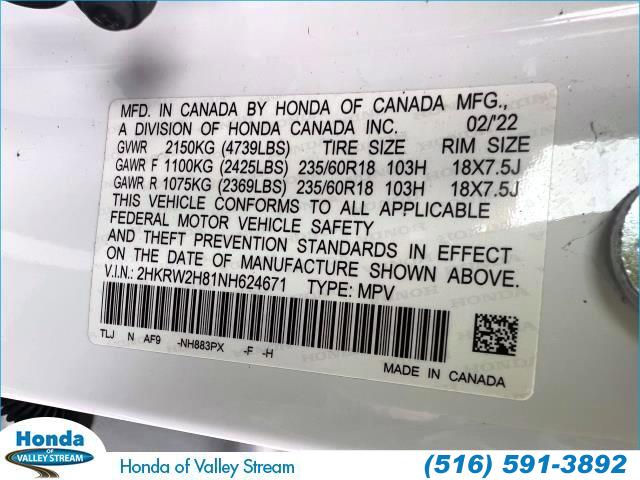 MFD. IN CANADA BY HONDA OF CANADA MFG.,
A DIVISION OF HONDA CANADA INC. 02/'22
GVWR 2150KG (4739LBS) TIRE SIZE RIM SIZE
GAWR F 1100KG (2425LBS) 235/60R18 103H 18X7.5J
GAWR R 1075KG (2369LBS) 235/60R18 103H 18X7.5J
THIS VEHICLE CONFORMS TO ALL APPLICABLE
FEDERAL MOTOR VEHICLE SAFETY
AND THEFT PREVENTION STANDARDS IN EFFECT
ON THE DATE OF MANUFACTURE SHOWN ABOVE.
V.I.N.: 2HKRW2H81NH624671 TYPE: MPV
TLJ N AF9 -NH883PX -F -H
MADE IN CANADA
Honda
OF
VALLEY STREAM
Honda of Valley Stream
(516) 591-3892